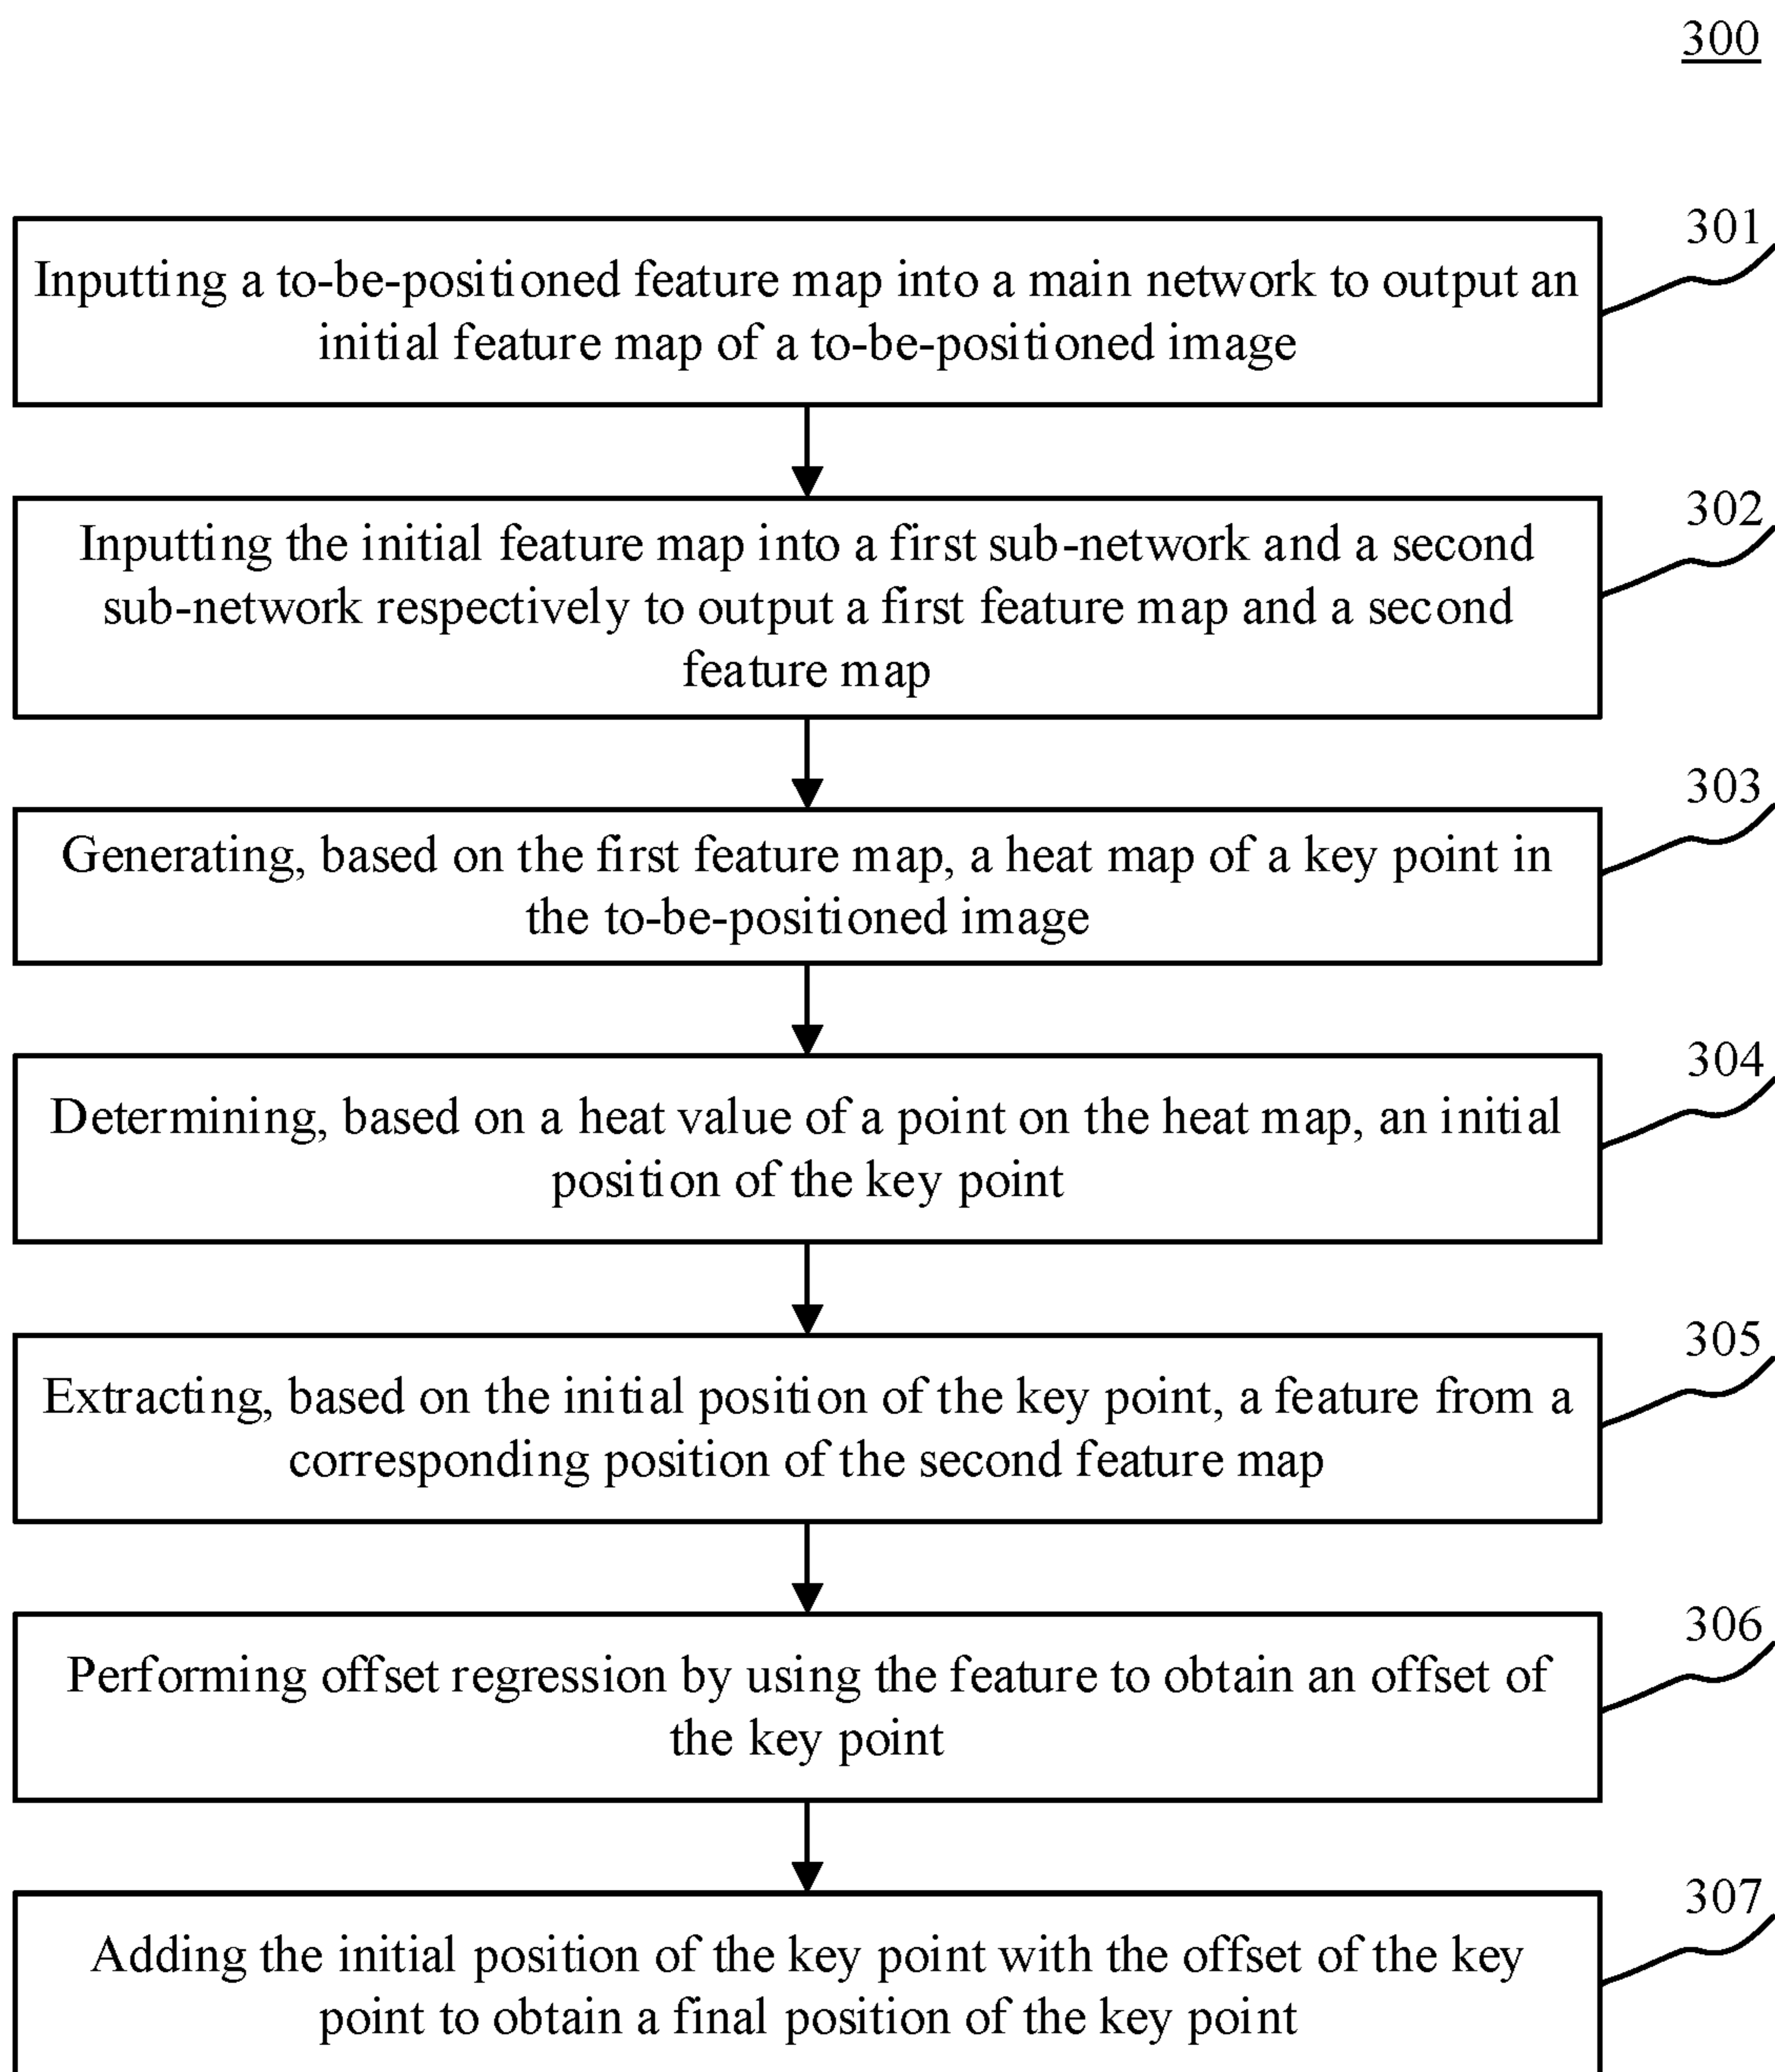 300
301
Inputting a to-be-positioned feature map into a main network to output an
initial feature map of a to-be-positioned image
302
Inputting the initial feature map into a first sub-network and a second
sub-network respectively to output a first feature map and a second
feature map
303
Generating, based on the first feature map, a heat map of a key point in
the to-be-positioned image
304
Determining, based on a heat value of a point on the heat map, an initial
position of the key point
305
Extracting, based on the initial position of the key point, a feature from a
corresponding position of the second feature map
306
Performing offset regression by using the feature to obtain an offset of
the key point
307
Adding the initial position of the key point with the offset of the key
point to obtain a final position of the key point